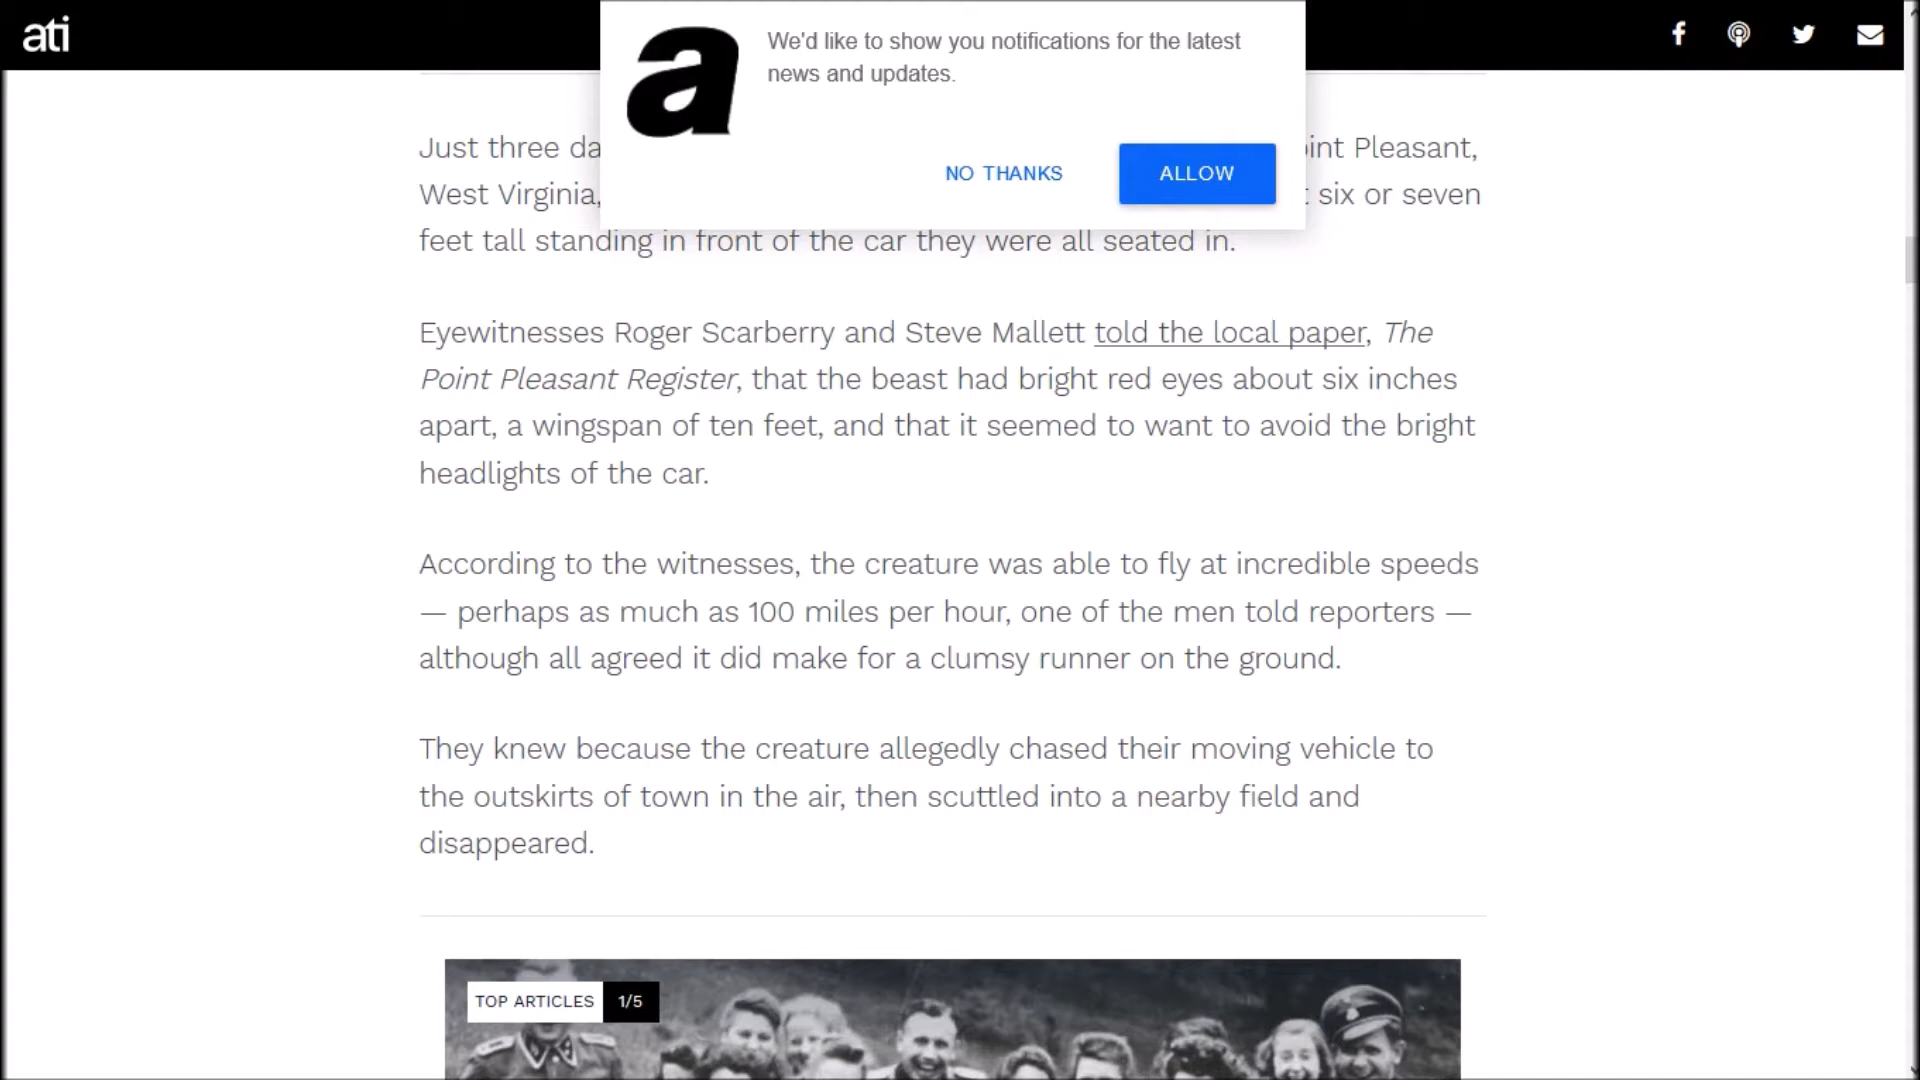 ati
a
We'd like to show you notifications for the latest
news and updates.
NO THANKS
ALLOW
Just three
Pleasant,
West Virginia,
six or seven
feet tall standing in front of the car they were all seated in.
Eyewitnesses Roger Scarberry and Steve Mallett told the local paper, The
Point Pleasant Register, that the beast had bright red eyes about six inches
apart, a wingspan of ten feet, and that it seemed to want to avoid the bright
headlights of the car.
According to the witnesses, the creature was able to fly at incredible speeds
— perhaps as much as 100 miles per hour, one of the men told reporters —
although all agreed it did make for a clumsy runner on the ground.
They knew because the creature allegedly chased their moving vehicle to
the outskirts of town in the air, then scuttled into a nearby field and
disappeared.
TOP ARTICLES
1/5